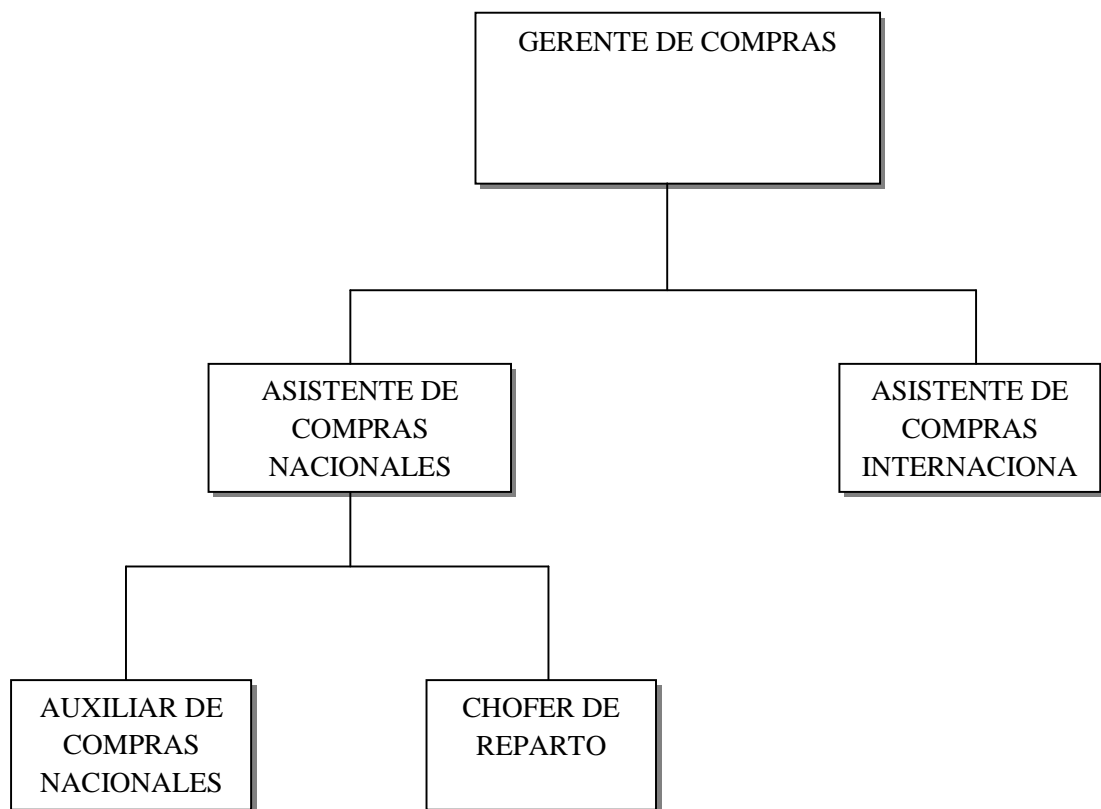 GERENTE DE COMPRAS
ASISTENTE DE
COMPRAS
NACIONALES
ASISTENTE DE
COMPRAS
INTERNACIONA
AUXILIAR DE
COMPRAS
NACIONALES
CHOFER DE
REPARTO